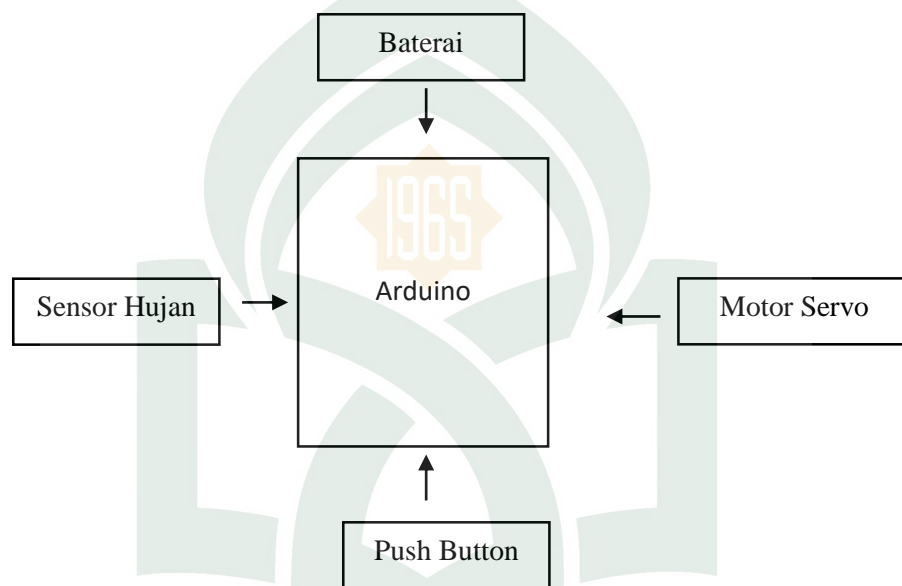 Baterai
1965
Arduino
Sensor Hujan
Motor Servo
Push Button